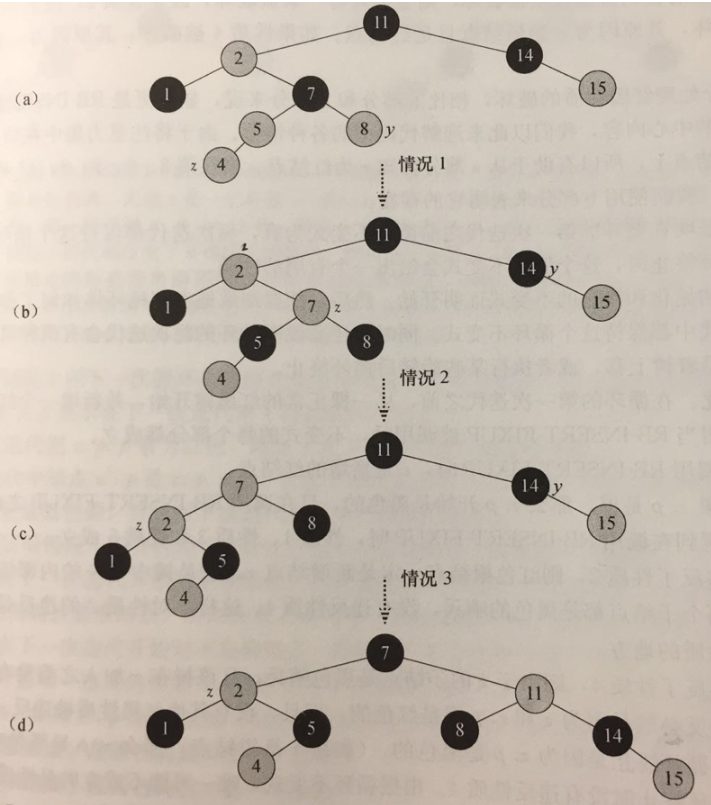 11
2 14
(a) 1 7 15
5 8 y
z 4 情况 1
11
2 14 y
(b) 1 7 z 15
5 8
4 情况 2
11
7 14 y
(c) z 2 8 15
1 5
4 情况 3
7
z 2 11
(d) 1 5 8 14
4 15